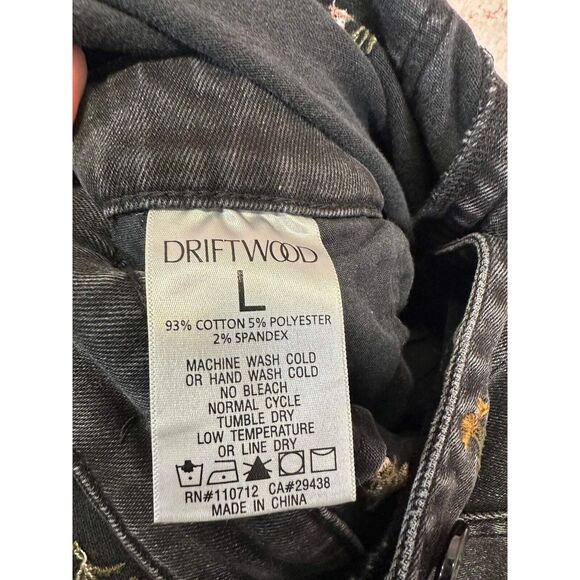 DRIFTWOOD
L
93% COTTON 5% POLYESTER
2% SPANDEX
MACHINE WASH COLD
OR HAND WASH COLD
NO BLEACH
NORMAL CYCLE
TUMBLE DRY
LOW TEMPERATURE
OR LINE DRY
RN#110712 CA#29438
MADE IN CHINA